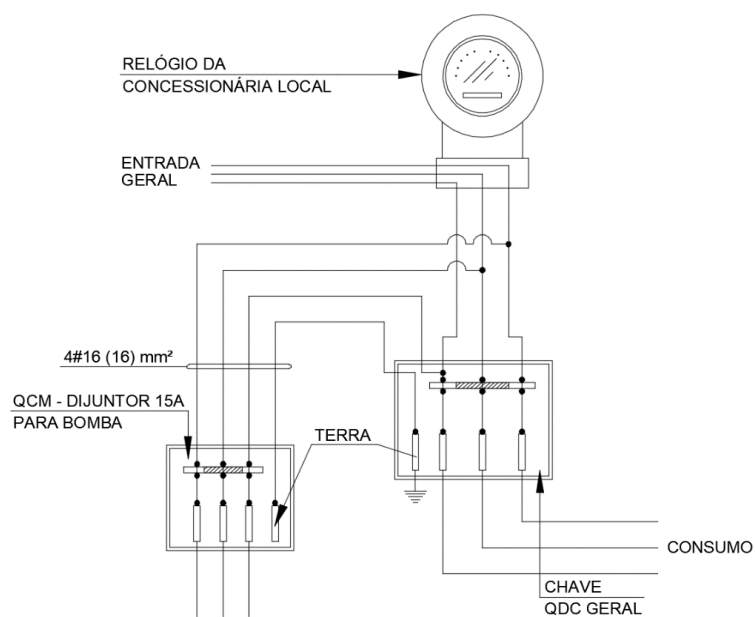 RELÓGIO DA
CONCESSIONÁRIA LOCAL
ENTRADA
GERAL
4#16 (16) mm²
QCM - DIJUNTOR 15A
PARA BOMBA
TERRA
CONSUMO
CHAVE
QDC GERAL